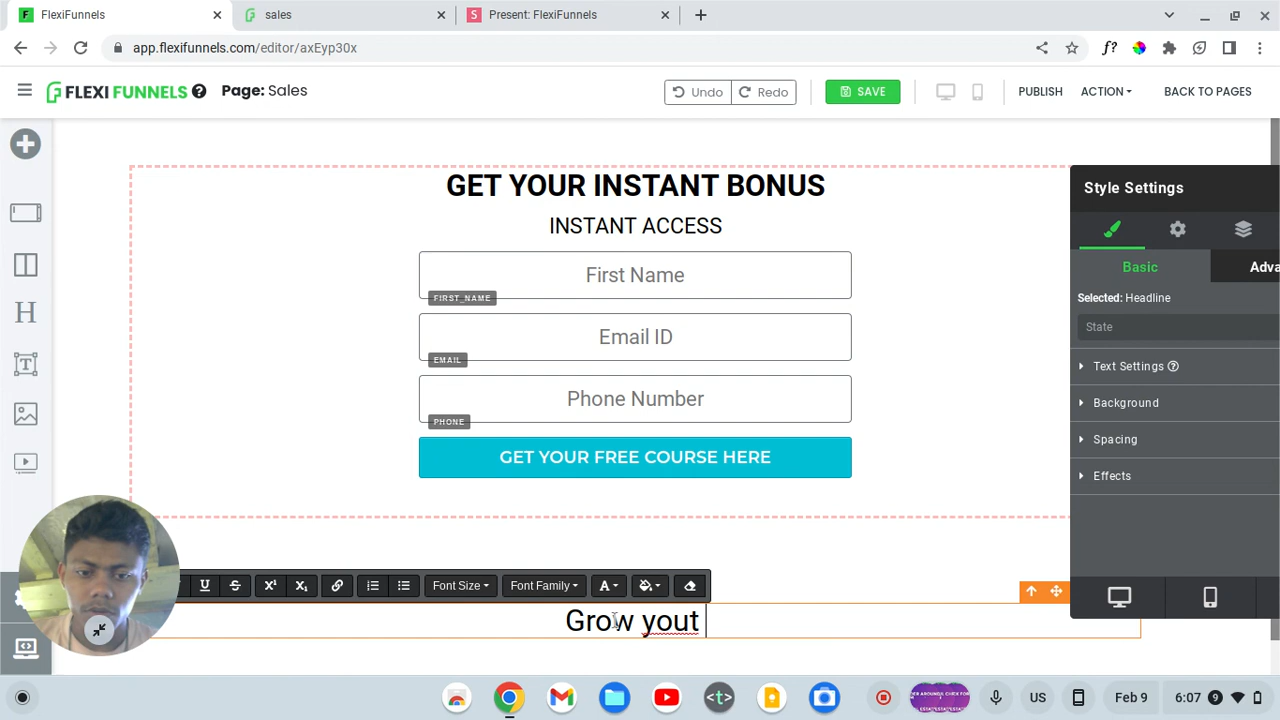 FlexiFunnels
sales
Present: FlexiFunnels
app.flexifunnels.com/editor/axEyp30x
f?
FLEXI FUNNELS
Page: Sales
Undo
Redo
SAVE
PUBLISH
ACTION
BACK TO PAGES
GET YOUR INSTANT BONUS
INSTANT ACCESS
First Name
FIRST_NAME
Email ID
EMAIL
Phone Number
PHONE
GET YOUR FREE COURSE HERE
Style Settings
Basic
Adva
Selected: Headline
State
Text Settings
Background
Spacing
Effects
U S X² X₁ Font Size Font Family A
Grow yout
US
Feb 9
6:07
9